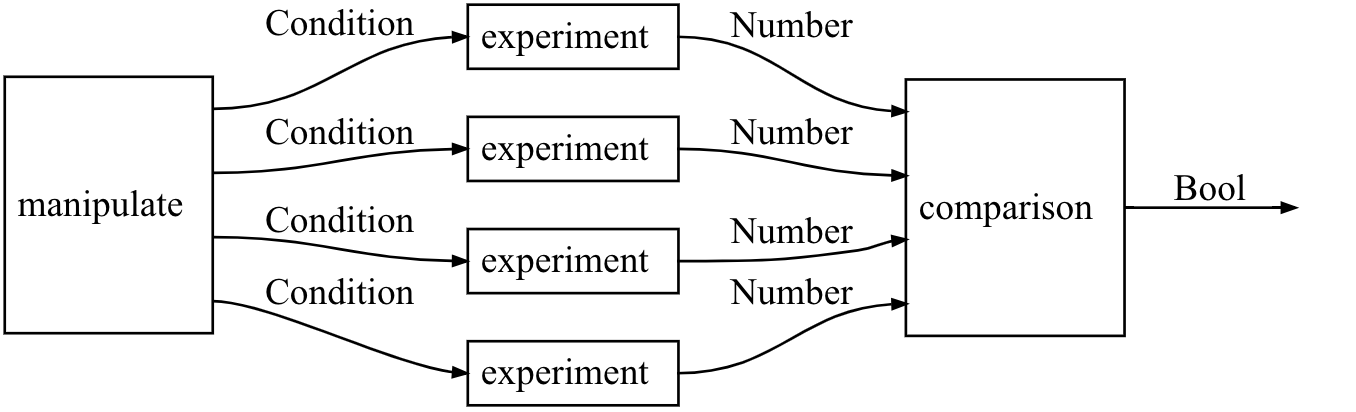 Condition
experiment
Number
Condition
experiment
Number
manipulate
Condition
experiment
Number
comparison
Bool
Condition
experiment
Number